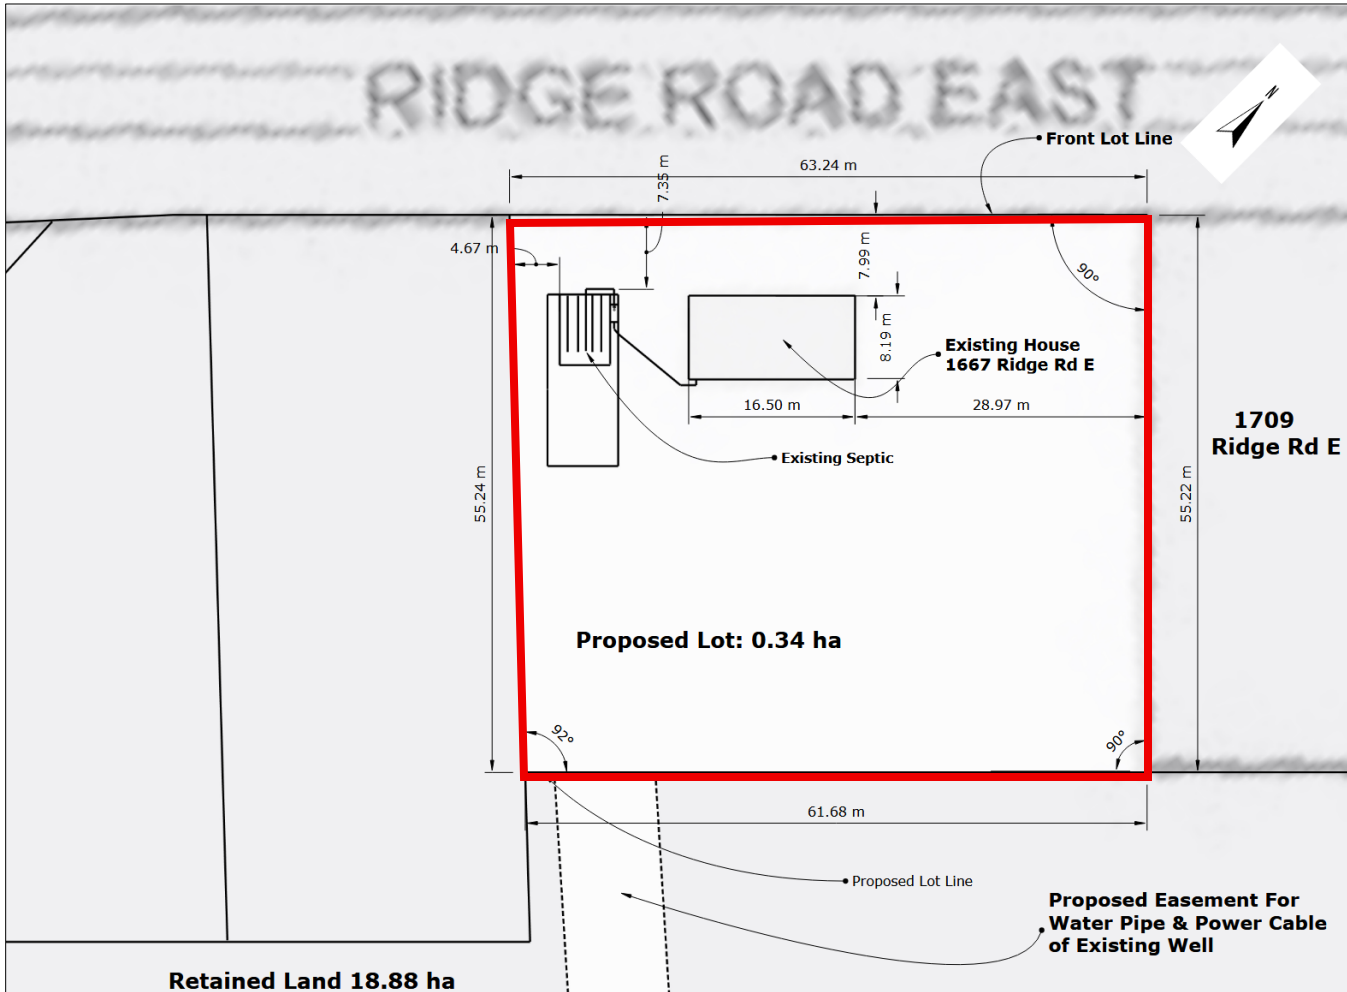 RIDGE ROAD EAST
N
Front Lot Line
63.24 m
7.35 m
4.67 m
7.99 m
90°
8.19 m
Existing House
1667 Ridge Rd E
16.50 m
28.97 m
1709
Ridge Rd E
Existing Septic
55.24 m
55.22 m
Proposed Lot: 0.34 ha
92°
90°
61.68 m
Proposed Lot Line
Proposed Easement For
Water Pipe & Power Cable
of Existing Well
Retained Land 18.88 ha